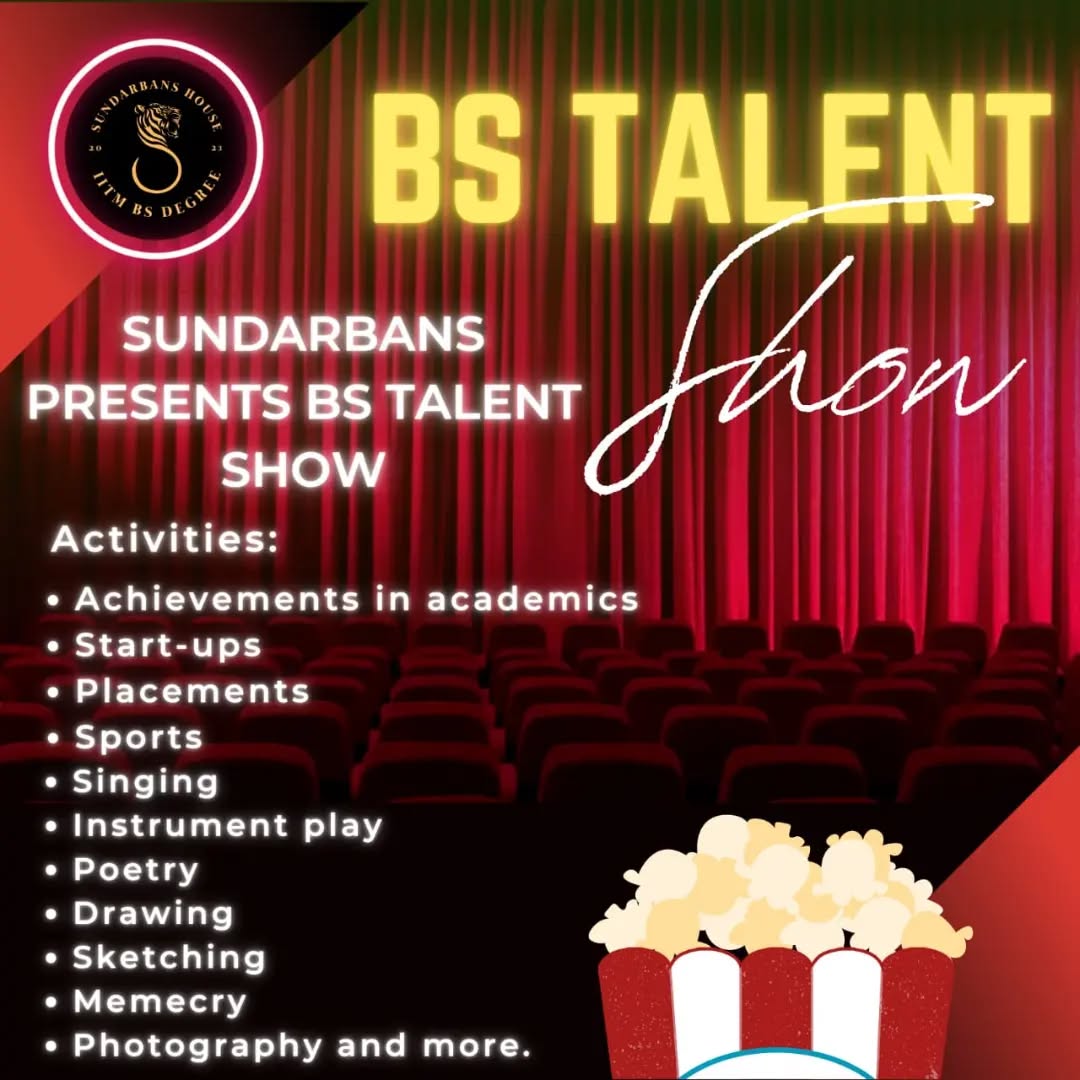 SUNDARBANS HOUSE
20 23
IITM BS DEGREE
BS TALENT
Show
SUNDARBANS
PRESENTS BS TALENT
SHOW
Activities:
• Achievements in academics
• Start-ups
• Placements
• Sports
• Singing
• Instrument play
• Poetry
• Drawing
• Sketching
• Memecry
• Photography and more.